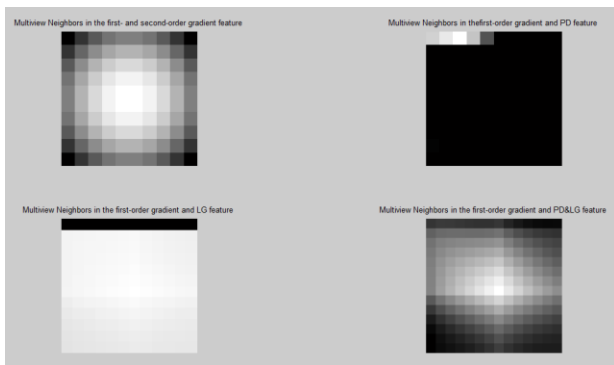 Multiview Neighbors in the first- and second-order gradient feature
Multiview Neighbors in thefirst-order gradient and PD feature
Multiview Neighbors in the first-order gradient and LG feature
Multiview Neighbors in the first-order gradient and PD&LG feature